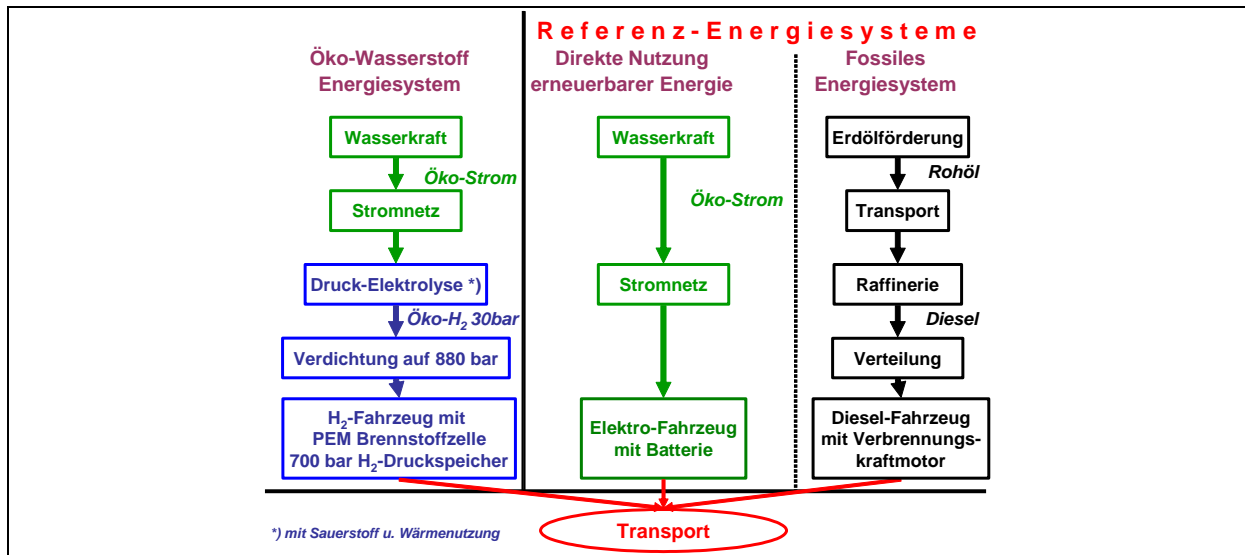 Referenz-Energiesysteme
Öko-Wasserstoff
Energiesystem
Wasserkraft
Öko-Strom
Stromnetz
Druck-Elektrolyse *)
Öko-H₂ 30bar
Verdichtung auf 880 bar
H₂-Fahrzeug mit
PEM Brennstoffzelle
700 bar H₂-Druckspeicher
Direkte Nutzung
erneuerbarer Energie
Wasserkraft
Öko-Strom
Stromnetz
Elektro-Fahrzeug
mit Batterie
Fossiles
Energiesystem
Erdölförderung
Rohöl
Transport
Raffinerie
Diesel
Verteilung
Diesel-Fahrzeug
mit Verbrennungs-
kraftmotor
Transport
*) mit Sauerstoff u. Wärmenutzung